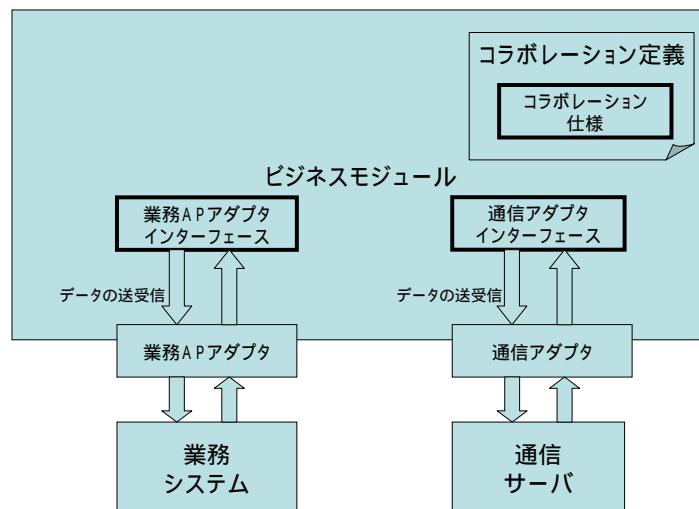 コラボレーション定義
コラボレーション
仕様
ビジネスモジュール
業務APアダプタ
インターフェース
通信アダプタ
インターフェース
データの送受信
データの送受信
業務APアダプタ
通信アダプタ
業務
システム
通信
サーバ